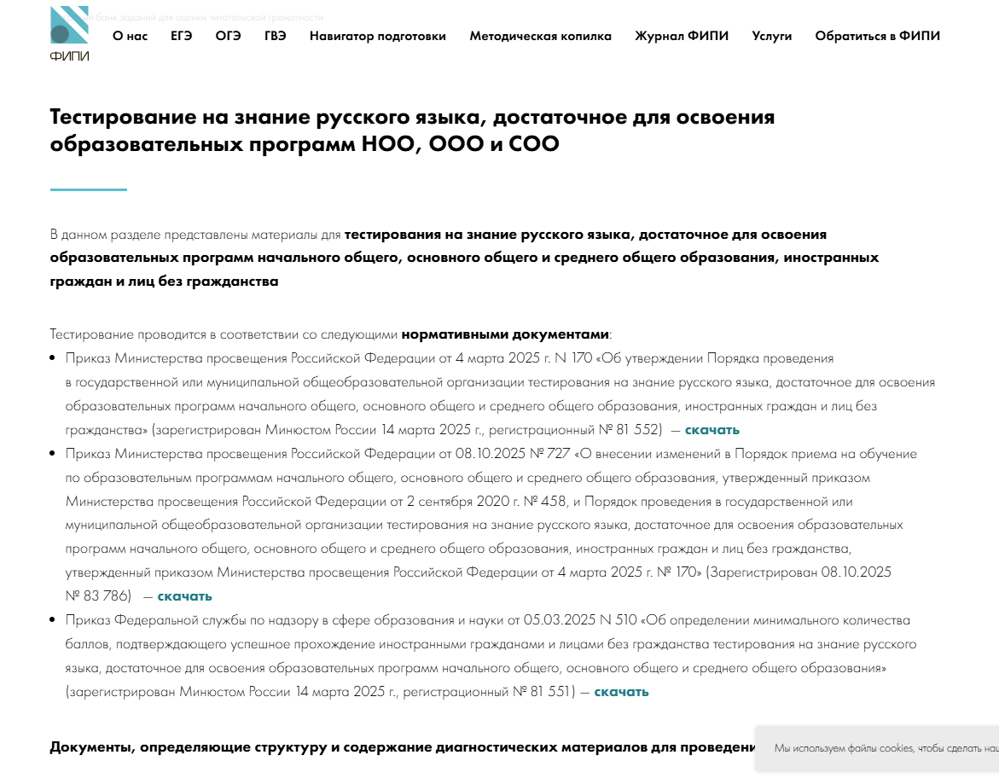 банк заданий для оценки читательской грамотности
О нас ЕГЭ ОГЭ ГВЭ Навигатор подготовки Методическая копилка Журнал ФИПИ Услуги Обратиться в ФИПИ
ФИПИ
Тестирование на знание русского языка, достаточное для освоения
образовательных программ НОО, ООО и СОО
В данном разделе представлены материалы для тестирования на знание русского языка, достаточное для освоения
образовательных программ начального общего, основного общего и среднего общего образования, иностранных
граждан и лиц без гражданства
Тестирование проводится в соответствии со следующими нормативными документами:
• Приказ Министерства просвещения Российской Федерации от 4 марта 2025 г. N 170 «Об утверждении Порядка проведения
в государственной или муниципальной общеобразовательной организации тестирования на знание русского языка, достаточное для освоения
образовательных программ начального общего, основного общего и среднего общего образования, иностранных граждан и лиц без
гражданства» (зарегистрирован Минюстом России 14 марта 2025 г., регистрационный № 81 552) — скачать
• Приказ Министерства просвещения Российской Федерации от 08.10.2025 № 727 «О внесении изменений в Порядок приема на обучение
по образовательным программам начального общего, основного общего и среднего общего образования, утвержденный приказом
Министерства просвещения Российской Федерации от 2 сентября 2020 г. № 458, и Порядок проведения в государственной или
муниципальной общеобразовательной организации тестирования на знание русского языка, достаточное для освоения образовательных
программ начального общего, основного общего и среднего общего образования, иностранных граждан и лиц без гражданства,
утвержденный приказом Министерства просвещения Российской Федерации от 4 марта 2025 г. № 170» (Зарегистрирован 08.10.2025
№ 83 786) — скачать
• Приказ Федеральной службы по надзору в сфере образования и науки от 05.03.2025 N 510 «Об определении минимального количества
баллов, подтверждающего успешное прохождение иностранными гражданами и лицами без гражданства тестирования на знание русского
языка, достаточное для освоения образовательных программ начального общего, основного общего и среднего общего образования»
(зарегистрирован Минюстом России 14 марта 2025 г., регистрационный № 81 551) — скачать
Документы, определяющие структуру и содержание диагностических материалов для проведени
Мы используем файлы cookies, чтобы сделать наш